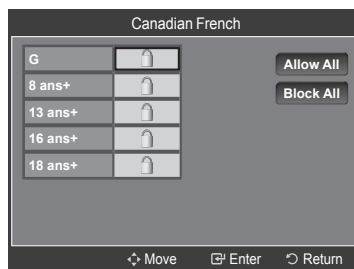 Canadian French
G
Allow All
8 ans+
Block All
13 ans+
16 ans+
18 ans+
Move Enter Return